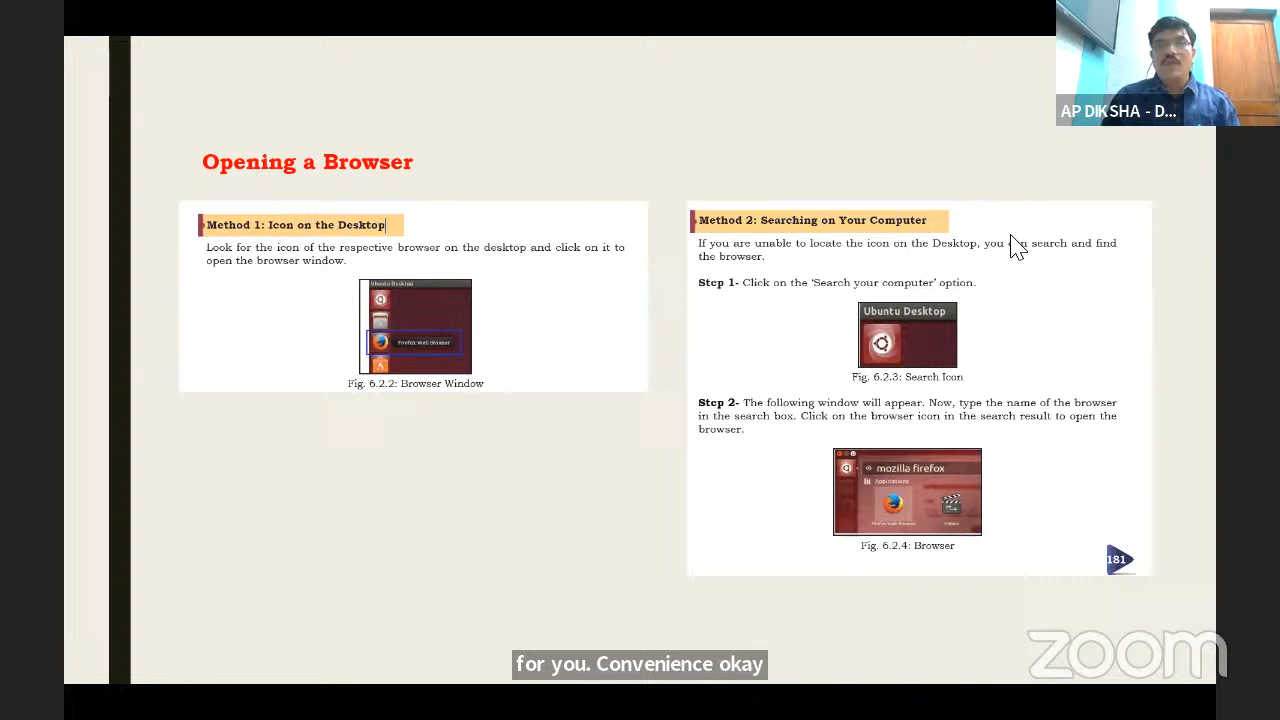 AP DIKSHA - D...
Opening a Browser
Method 1: Icon on the Desktop
Look for the icon of the respective browser on the desktop and click on it to
open the browser window.
Ubuntu Desktop
Firefox Web Browser
Fig. 6.2.2: Browser Window
Method 2: Searching on Your Computer
If you are unable to locate the icon on the Desktop, you can search and find
the browser.
Step 1- Click on the ‘Search your computer’ option.
Ubuntu Desktop
Fig. 6.2.3: Search Icon
Step 2- The following window will appear. Now, type the name of the browser
in the search box. Click on the browser icon in the search result to open the
browser.
mozilla firefox
Applications
Firefox Web Browser
Videos
Fig. 6.2.4: Browser
181
for you. Convenience okay
zoom